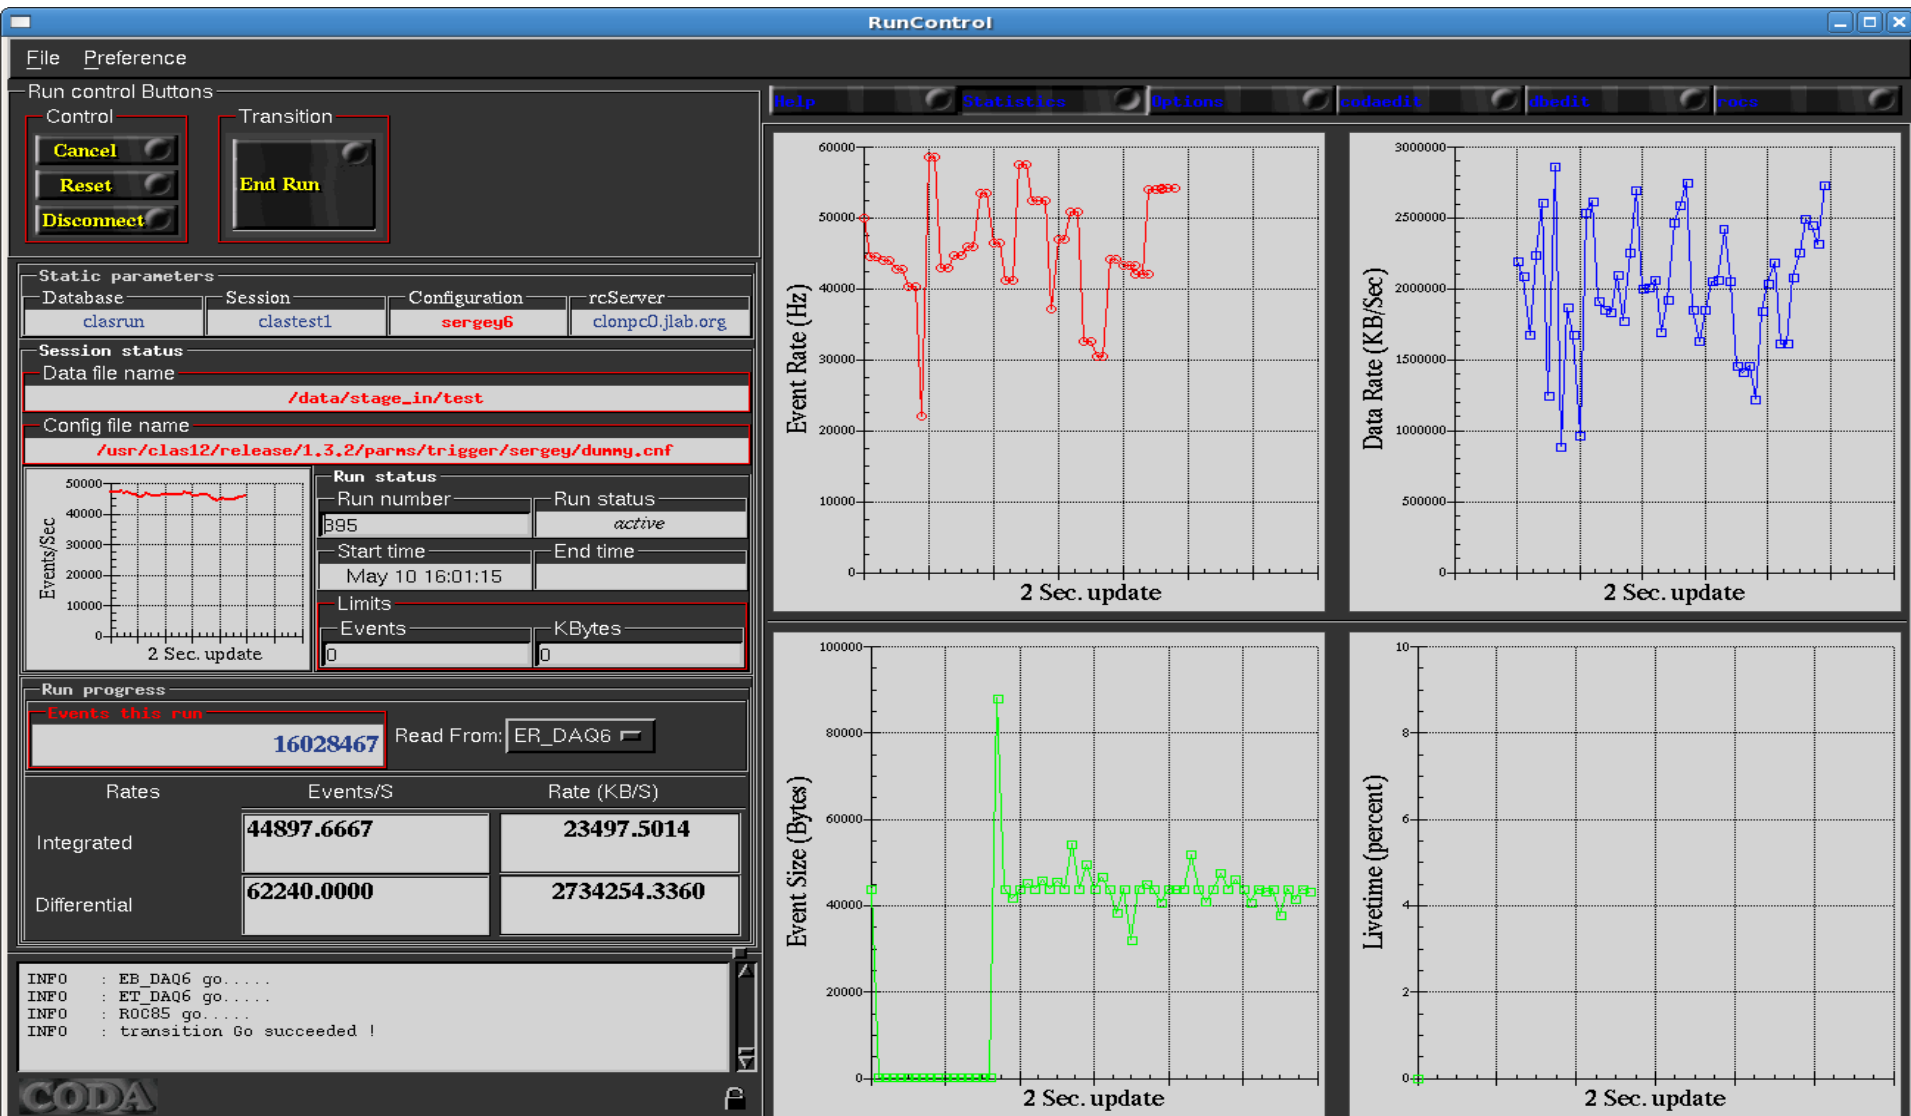 RunControl
File Preference
Run control Buttons
Control
Transition
Cancel
Reset
Disconnect
End Run
Static parameters
Database
Session
Configuration
rcServer
clasrun
clastest1
sergey6
clonpc0.jlab.org
Session status
Data file name
/data/stage_in/test
Config file name
/usr/clas12/release/1.3.2/parms/trigger/sergey/dummy.cnf
50000
40000
30000
20000
10000
0
Events/Sec
2 Sec. update
Run status
Run number
Run status
395
active
Start time
End time
May 10 16:01:15
Limits
Events
KBytes
0
0
Run progress
Events this run
16028467
Read From: ER_DAQ6
Rates
Events/S
Rate (KB/S)
Integrated
44897.6667
23497.5014
Differential
62240.0000
2734254.3360
INFO : EB_DAQ6 go.....
INFO : ET_DAQ6 go.....
INFO : ROC85 go.....
INFO : transition Go succeeded !
CODA
Help
Statistics
Options
codaedit
dbedit
rocs
60000
50000
40000
30000
20000
10000
0
Event Rate (Hz)
2 Sec. update
3000000
2500000
2000000
1500000
1000000
500000
0
Data Rate (KB/Sec)
2 Sec. update
100000
80000
60000
40000
20000
0
Event Size (Bytes)
2 Sec. update
10
8
6
4
2
0
Livetime (percent)
2 Sec. update